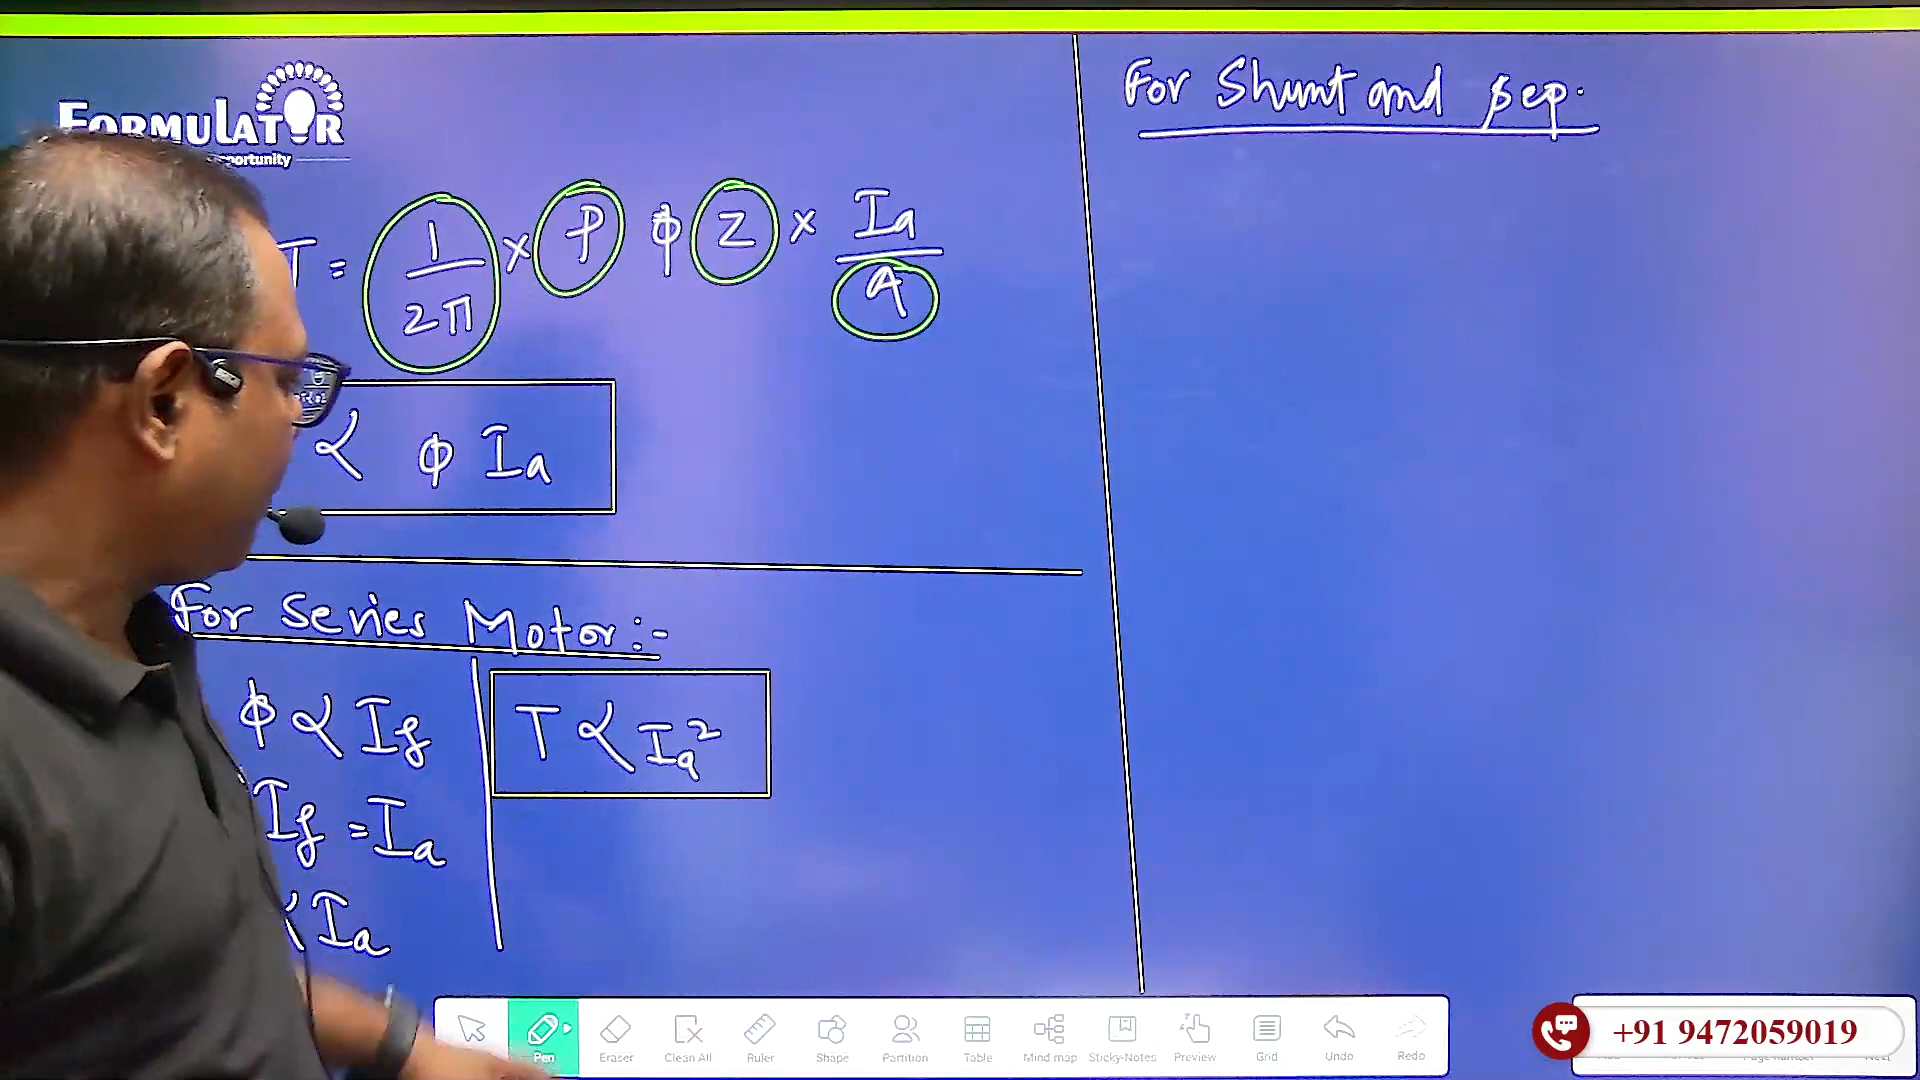 FORMULATOR
portunity
T = 1/2π × P φ Z × Ia/A
∝ φ Ia
For Series Motor:-
φ ∝ If
If = Ia
∝ Ia
T ∝ Ia²
For Shunt and sep.
Pen
Eraser
Clean All
Ruler
Shape
Partition
Table
Mind map
Sticky-Notes
Preview
Grid
Undo
Redo
+91 9472059019